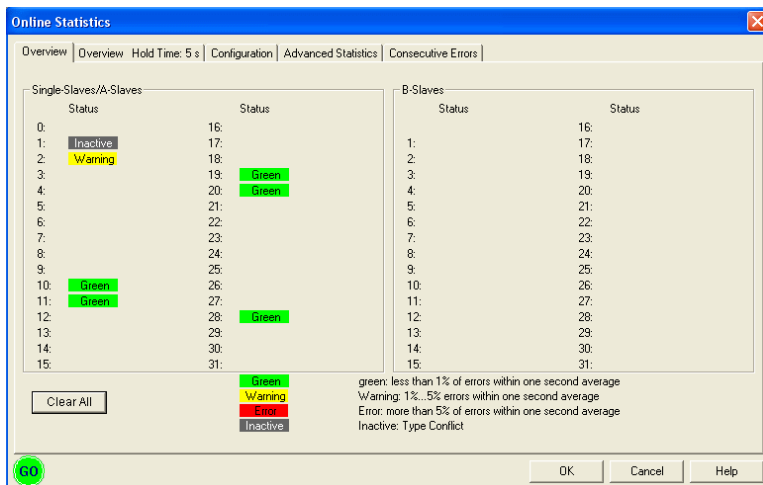 Online Statistics
Overview Overview Hold Time: 5 s Configuration Advanced Statistics Consecutive Errors
Single-Slaves/A-Slaves B-Slaves
Status Status Status Status
0: 16: 16:
1: Inactive 17: 1: 17:
2: Warning 18: 2: 18:
3: 19: Green 3: 19:
4: 20: Green 4: 20:
5: 21: 5: 21:
6: 22: 6: 22:
7: 23: 7: 23:
8: 24: 8: 24:
9: 25: 9: 25:
10: Green 26: 10: 26:
11: Green 27: 11: 27:
12: 28: Green 12: 28:
13: 29: 13: 29:
14: 30: 14: 30:
15: 31: 15: 31:
Green green: less than 1% of errors within one second average
Warning Warning: 1%...5% errors within one second average
Error Error: more than 5% of errors within one second average
Inactive Inactive: Type Conflict
Clear All
GO OK Cancel Help